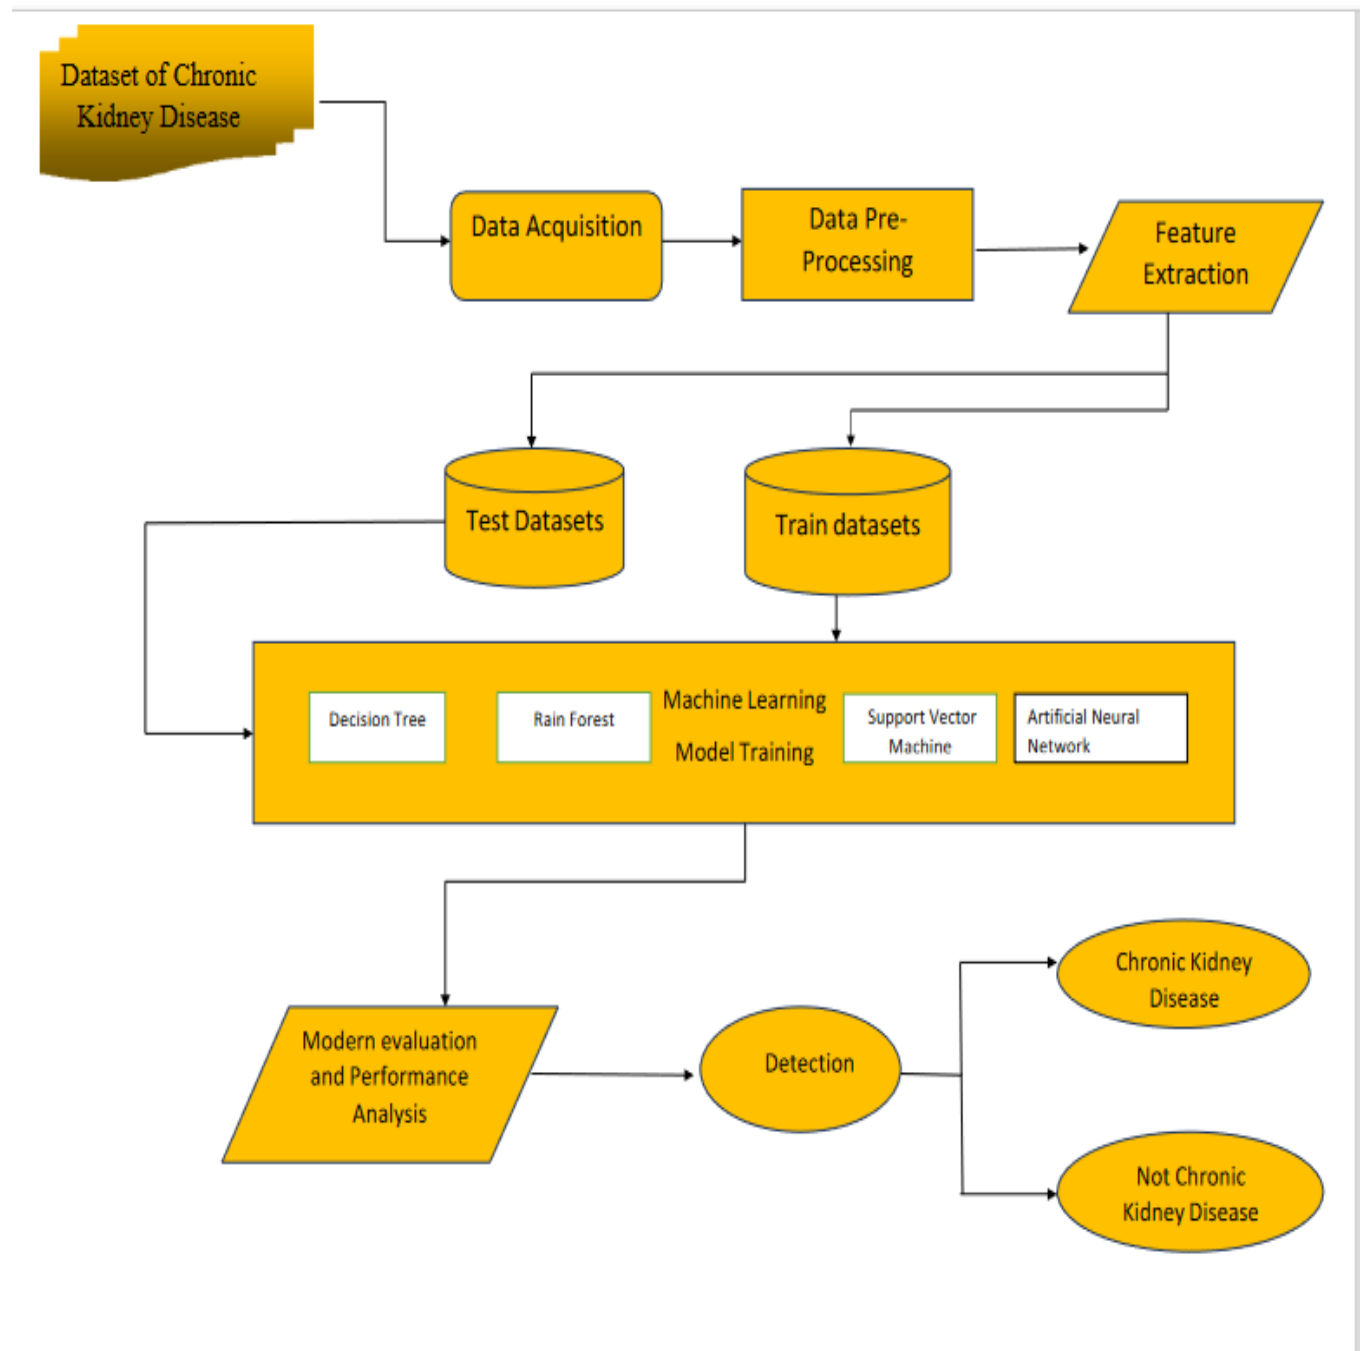 Dataset of Chronic
Kidney Disease
Data Acquisition
Data Pre-
Processing
Feature
Extraction
Test Datasets
Train datasets
Machine Learning
Model Training
Decision Tree
Rain Forest
Support Vector
Machine
Artificial Neural
Network
Modern evaluation
and Performance
Analysis
Detection
Chronic Kidney
Disease
Not Chronic
Kidney Disease